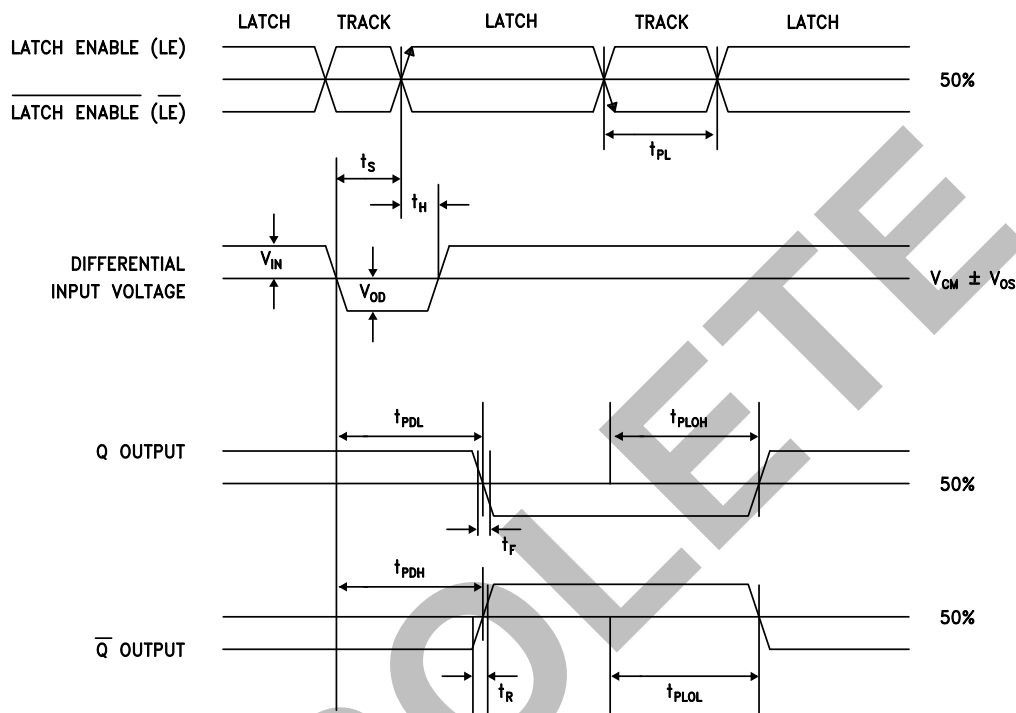 LATCH TRACK LATCH TRACK LATCH
LATCH ENABLE (LE)
50%
LATCH ENABLE (LE)
tPL
tS
tH
VIN
DIFFERENTIAL
INPUT VOLTAGE
VOD
VCM ± VOS
tPDL
tPLOH
Q OUTPUT
50%
tF
tPDH
50%
Q OUTPUT
tR
tPLOL
OLETE